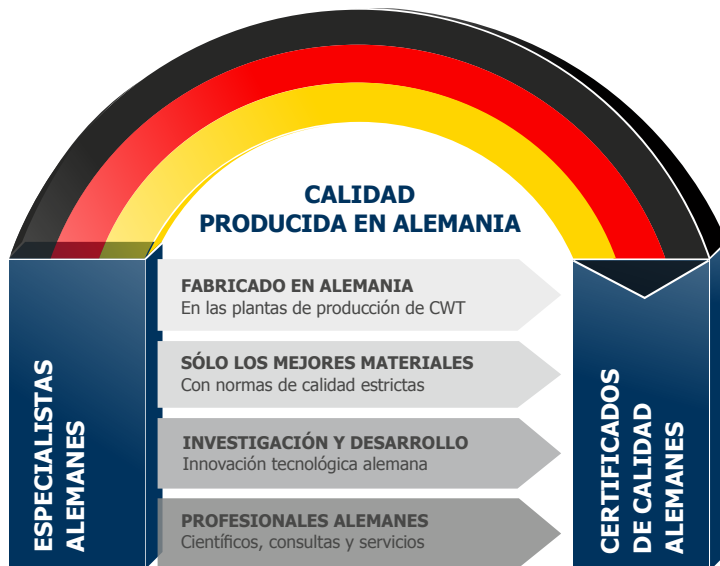 CALIDAD
PRODUCIDA EN ALEMANIA
FABRICADO EN ALEMANIA
En las plantas de producción de CWT
SÓLO LOS MEJORES MATERIALES
Con normas de calidad estrictas
INVESTIGACIÓN Y DESARROLLO
Innovación tecnológica alemana
PROFESIONALES ALEMANES
Científicos, consultas y servicios
ESPECIALISTAS
ALEMANES
CERTIFICADOS
DE CALIDAD
ALEMANES